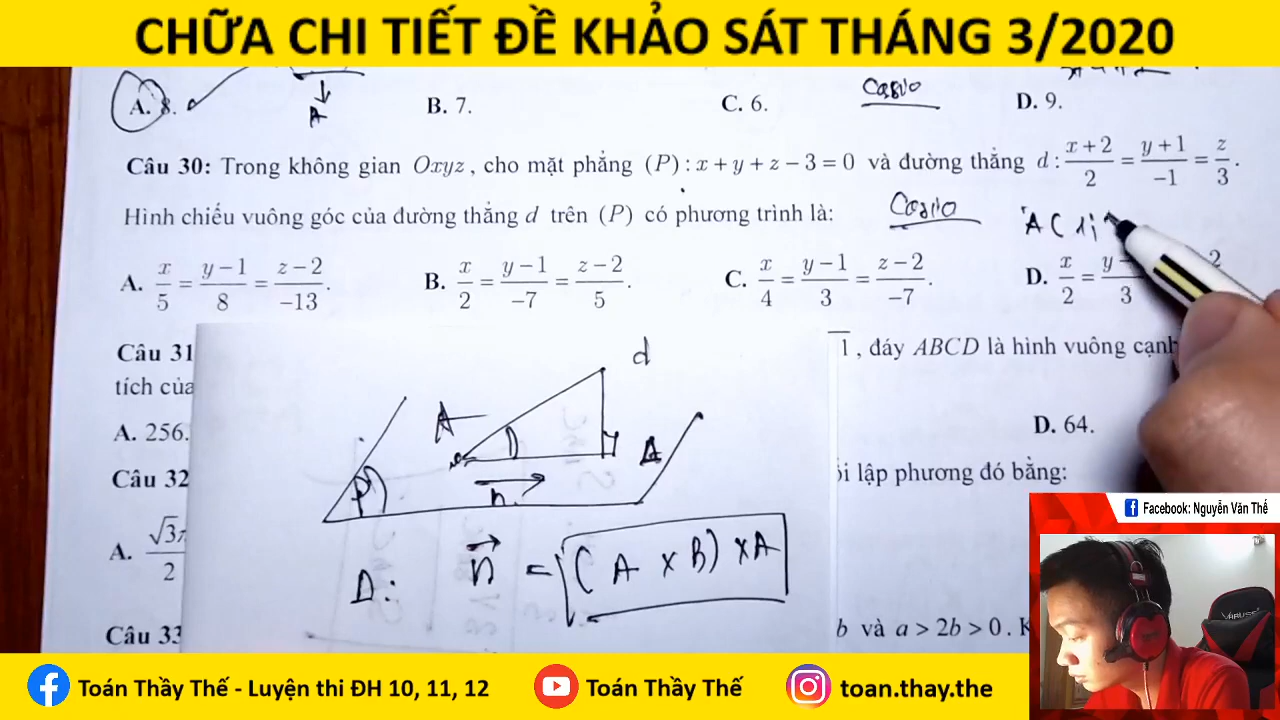 CHỮA CHI TIẾT ĐỀ KHẢO SÁT THÁNG 3/2020
A. 8.
B. 7.
C. 6.
Casio
D. 9.
A
Câu 30: Trong không gian Oxyz, cho mặt phẳng (P): x + y + z − 3 = 0 và đường thẳng d: (x+2)/2 = (y+1)/−1 = z/3.
Hình chiếu vuông góc của đường thẳng d trên (P) có phương trình là:
Casio
A(1;
A. x/5 = (y−1)/8 = (z−2)/−13.
B. x/2 = (y−1)/−7 = (z−2)/5.
C. x/4 = (y−1)/3 = (z−2)/−7.
D. x/2 = y 3 2
Câu 31
1, đáy ABCD là hình vuông cạnh
tích của
A. 256.
D. 64.
Câu 32
lập phương đó bằng:
A. √3 2
d
A
n
n = (A x B) x A
Câu 33
b và a > 2b > 0.
Facebook: Nguyễn Văn Thế
Toán Thầy Thế - Luyện thi ĐH 10, 11, 12
Toán Thầy Thế
toan.thay.the